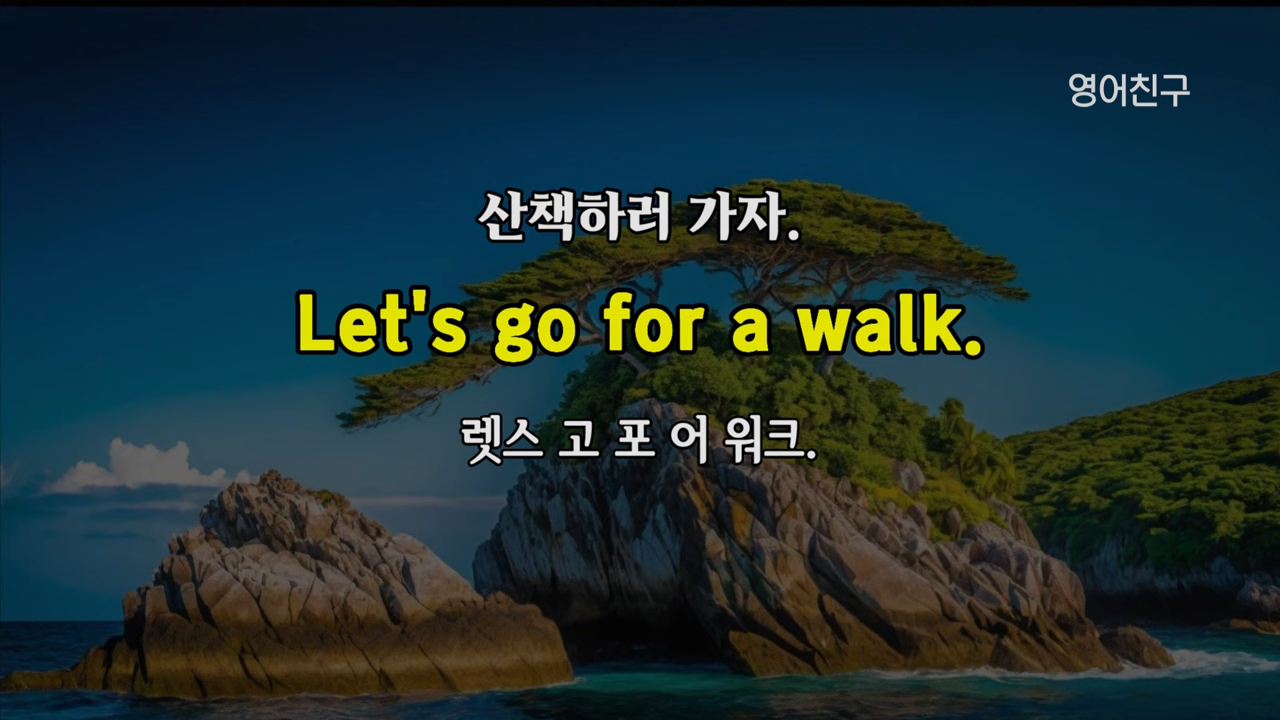 영어친구
산책하러 가자.
Let's go for a walk.
렛스 고 포 어 워크.